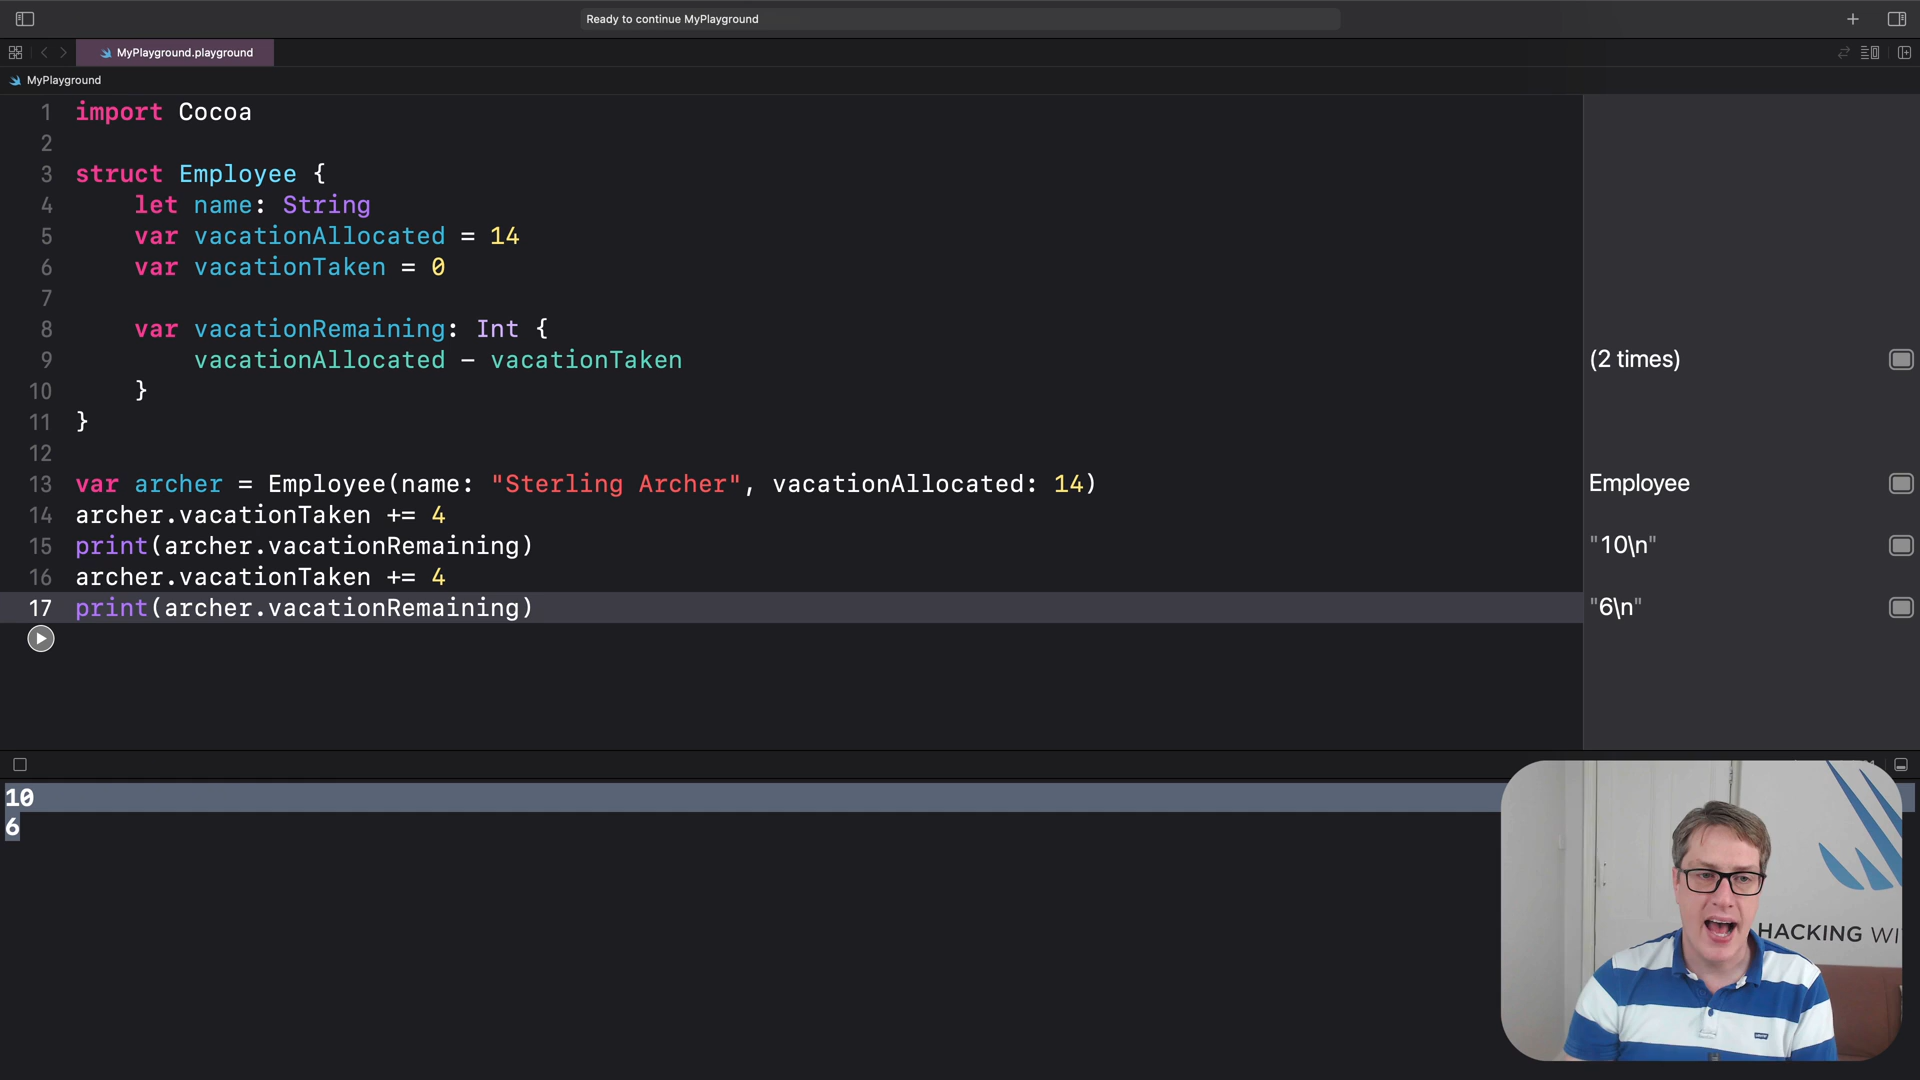 Ready to continue MyPlayground
MyPlayground.playground
MyPlayground
1 import Cocoa
2
3 struct Employee {
4     let name: String
5     var vacationAllocated = 14
6     var vacationTaken = 0
7
8     var vacationRemaining: Int {
9         vacationAllocated - vacationTaken
(2 times)
10     }
11 }
12
13 var archer = Employee(name: "Sterling Archer", vacationAllocated: 14)
Employee
14 archer.vacationTaken += 4
15 print(archer.vacationRemaining)
"10\n"
16 archer.vacationTaken += 4
17 print(archer.vacationRemaining)
"6\n"
10
6
HACKING WI